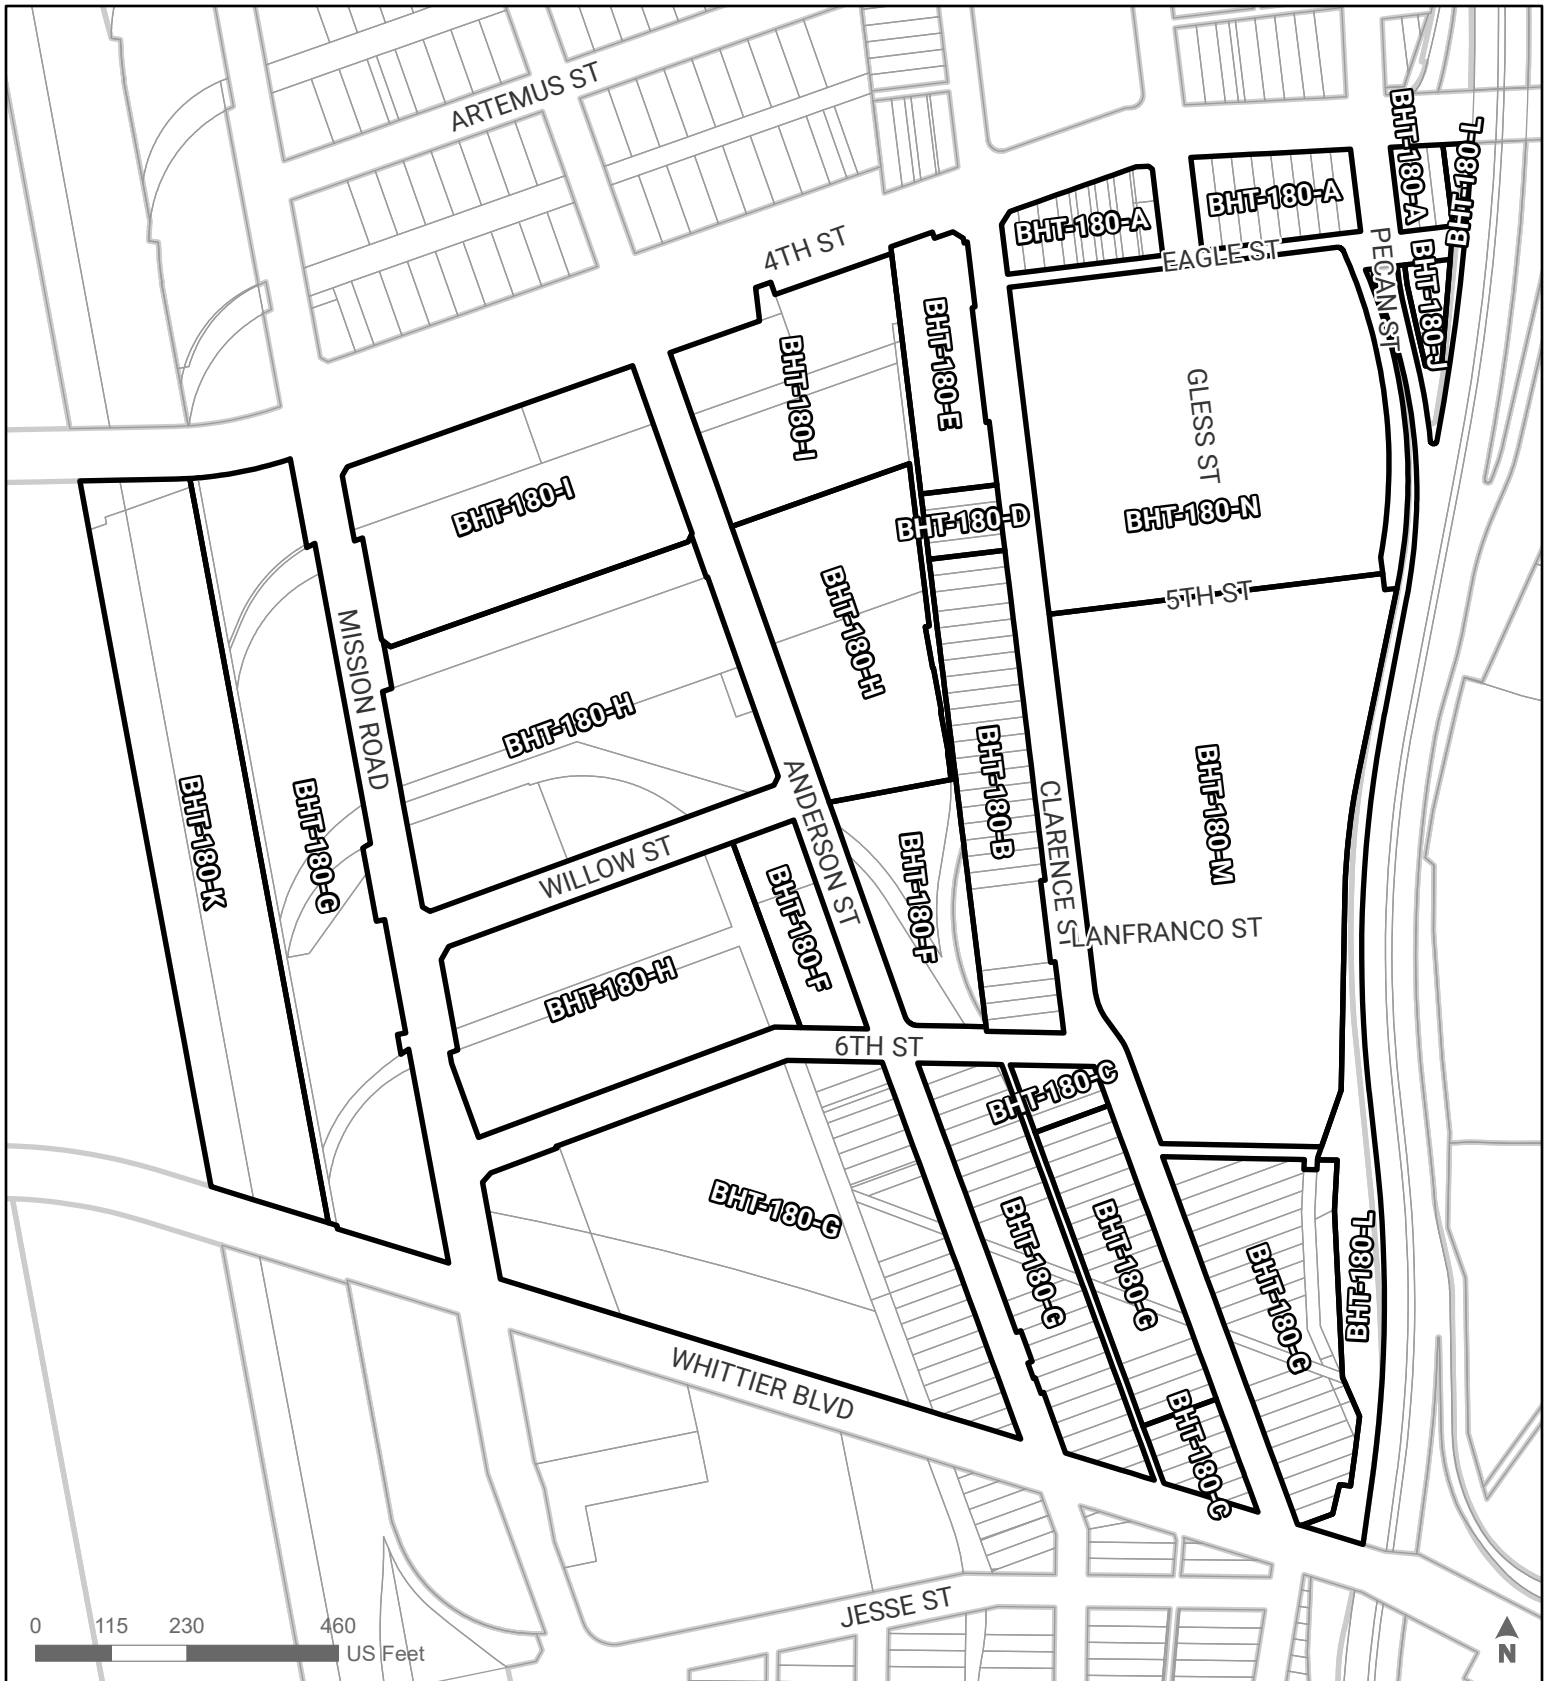 ARTEMUS ST
BHT-180-A
BHT-180-L
BHT-180-A
BHT-180-A
4TH ST
EAGLE ST
PECAN ST
BHT-180-J
BHT-180-E
BHT-180-I
GLESS ST
BHT-180-I
BHT-180-D
BHT-180-N
5TH ST
BHT-180-H
MISSION ROAD
BHT-180-H
BHT-180-B
BHT-180-M
BHT-180-K
BHT-180-G
ANDERSON ST
CLARENCE ST
WILLOW ST
BHT-180-F
BHT-180-F
LANFRANCO ST
BHT-180-H
6TH ST
BHT-180-C
BHT-180-G
BHT-180-G
BHT-180-G
BHT-180-G
BHT-180-L
WHITTIER BLVD
BHT-180-C
JESSE ST
0 115 230 460
US Feet
N